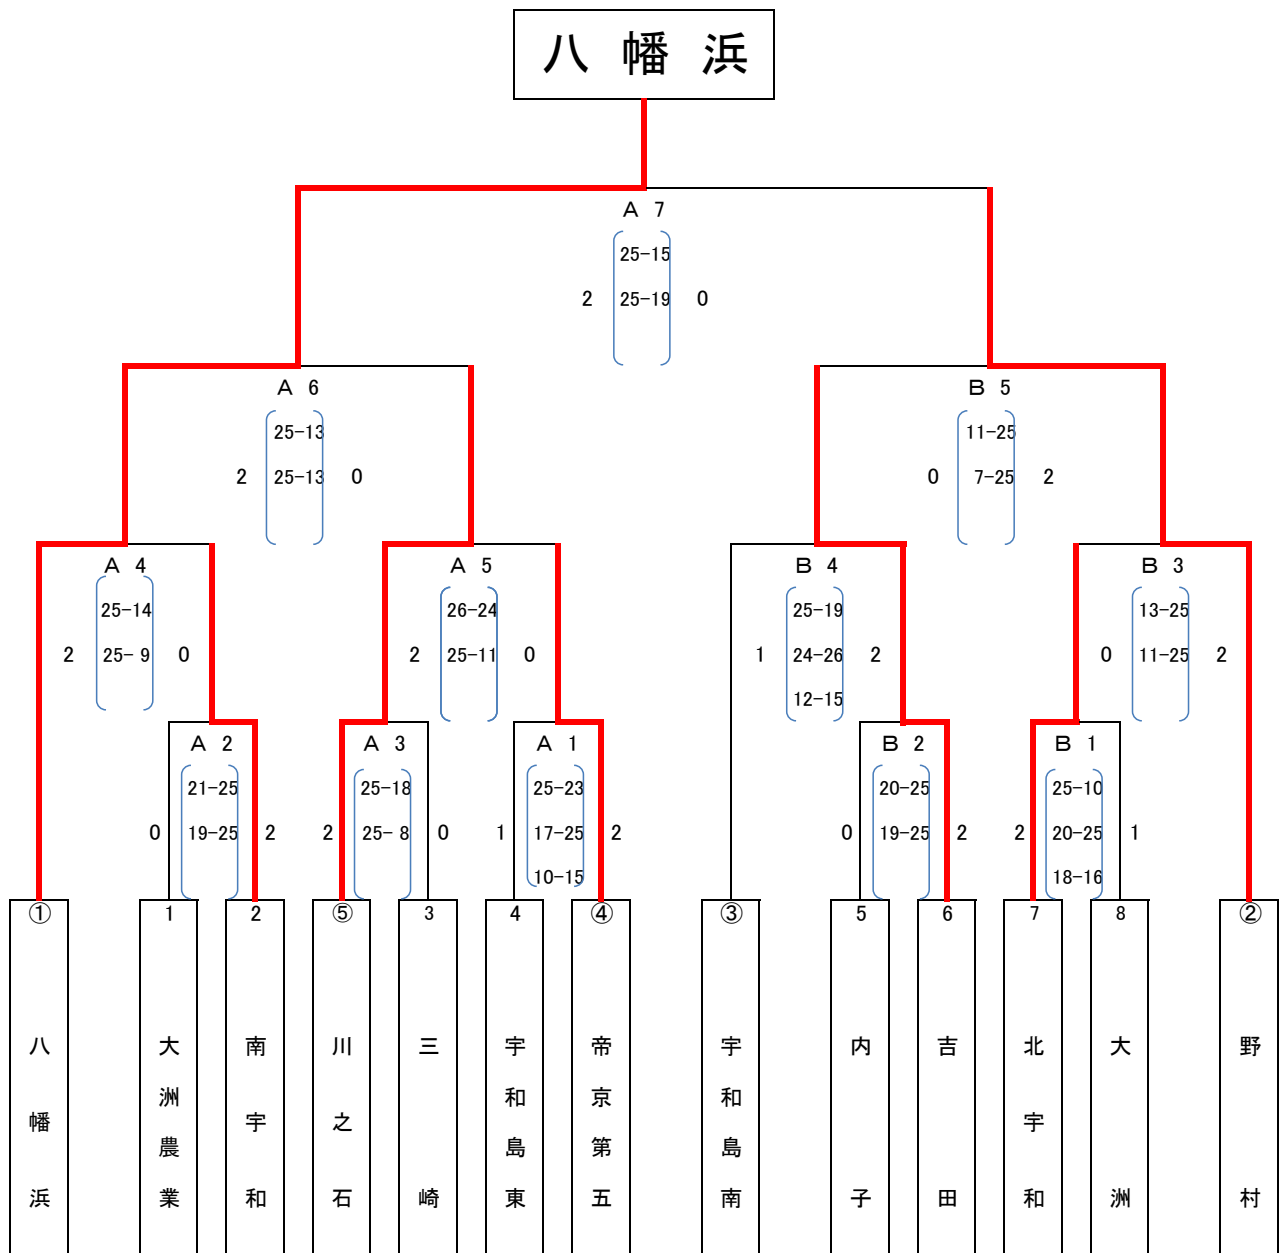 八 幡 浜
A 7
25-15
2 25-19 0
A 6 B 5
25-13 11-25
2 25-13 0 0 7-25 2
A 4 A 5 B 4 B 3
25-14 26-24 25-19 13-25
2 25- 9 0 2 25-11 0 1 24-26 2 0 11-25 2
12-15
A 2 A 3 A 1 B 2 B 1
21-25 25-18 25-23 20-25 25-10
0 19-25 2 2 25- 8 0 1 17-25 2 0 19-25 2 2 20-25 1
10-15 18-16
① 1 2 ⑤ 3 4 ④ ③ 5 6 7 8 ②
八幡浜
大洲農業
南宇和
川之石
三崎
宇和島東
帝京第五
宇和島南
内子
吉田
北宇和
大洲
野村